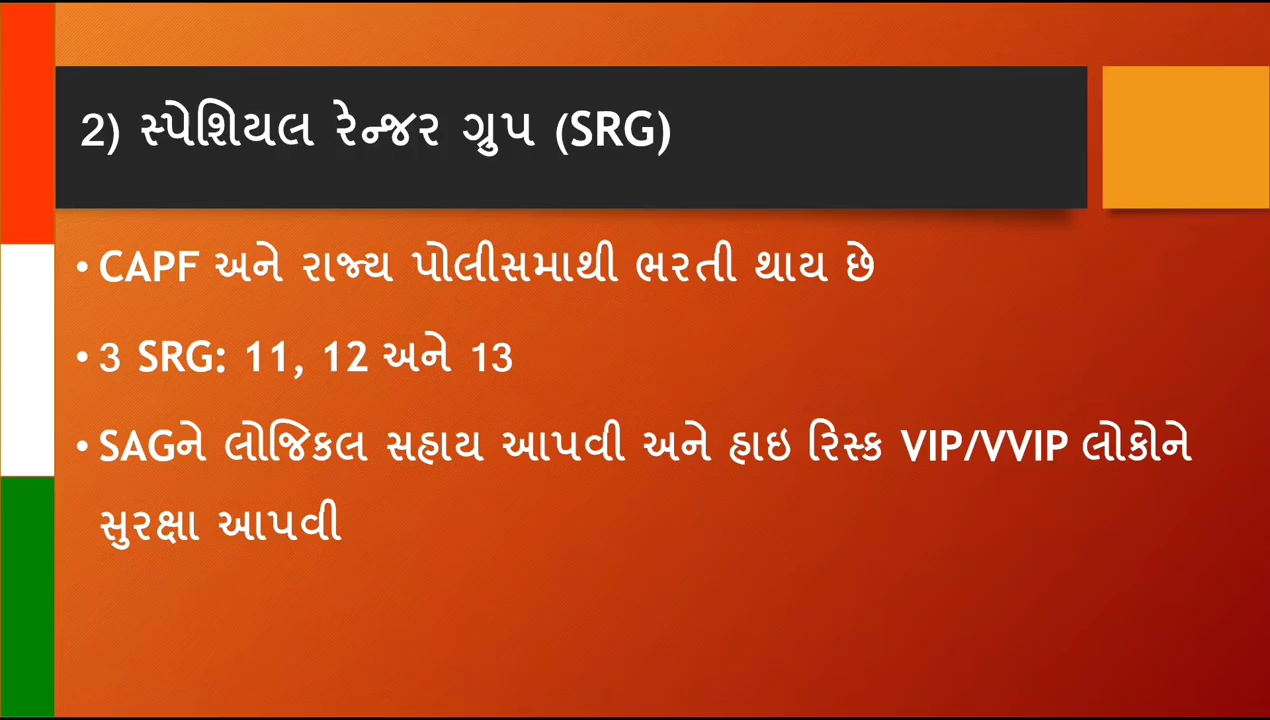 2) સ્પેશિયલ રેન્જર ગ્રુપ (SRG)
• CAPF અને રાજ્ય પોલીસમાથી ભરતી થાય છે
• 3 SRG: 11, 12 અને 13
• SAGને લોજિકલ સહાય આપવી અને હાઇ રિસ્ક VIP/VVIP લોકોને
સુરક્ષા આપવી